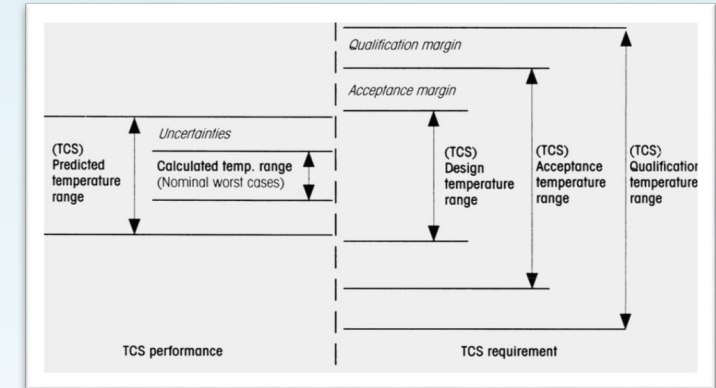 Qualification margin
Acceptance margin
Uncertainties
(TCS)
Predicted
temperature
range
Calculated temp. range
(Nominal worst cases)
(TCS)
Design
temperature
range
(TCS)
Acceptance
temperature
range
(TCS)
Qualification
temperature
range
TCS performance
TCS requirement